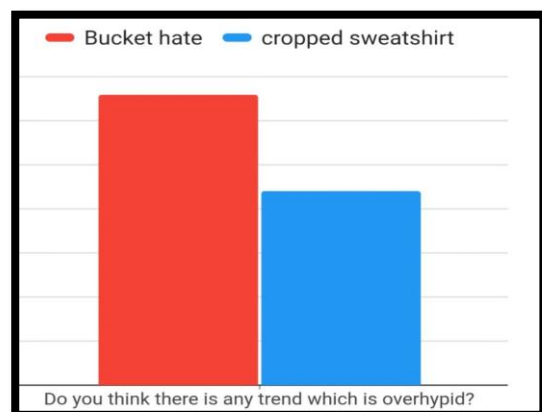 Bucket hate cropped sweatshirt
Do you think there is any trend which is overhypid?